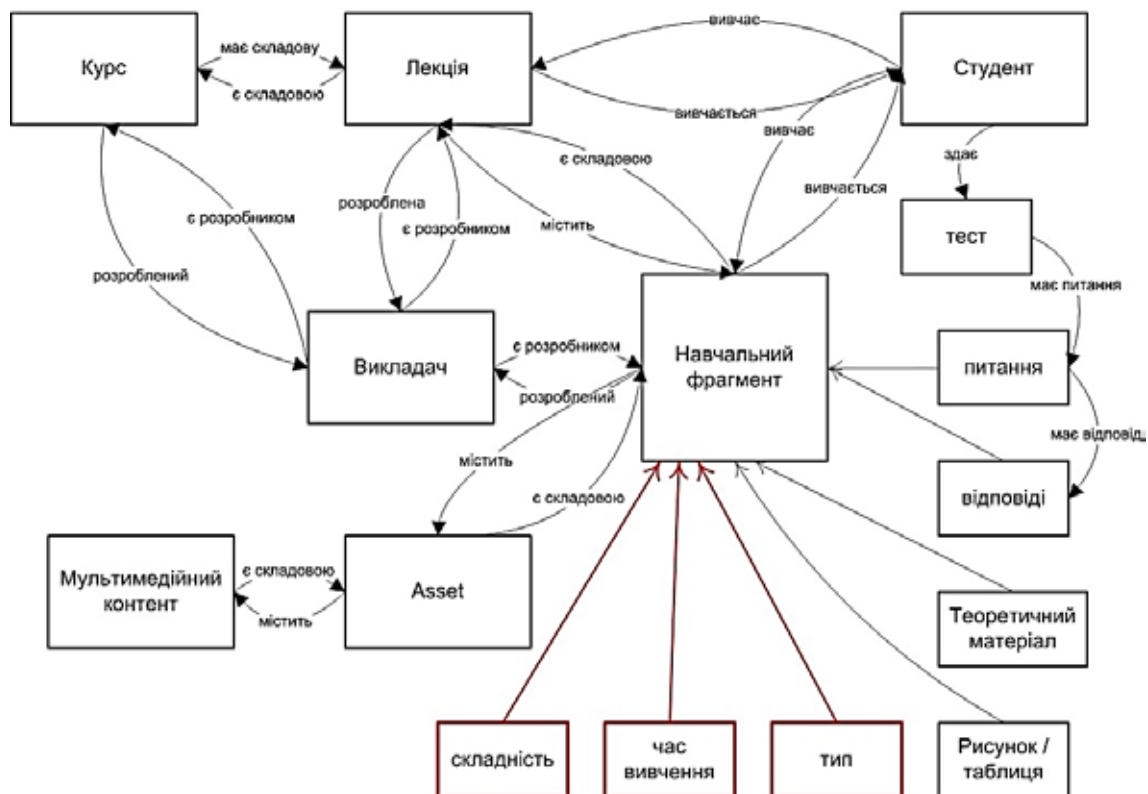 Курс
має складову
є складовою
Лекція
вивчає
вивчається
Студент
вивчає
є складовою
здає
вивчається
розроблена
є розробником
є розробником
містить
тест
розроблений
має питання
Викладач
є розробником
розроблений
Навчальний
фрагмент
питання
має відповід
містить
є складовою
відповіді
Мультимедійний
контент
є складовою
містить
Asset
Теоретичний
матеріал
складність
час
вивчення
тип
Рисунок /
таблиця